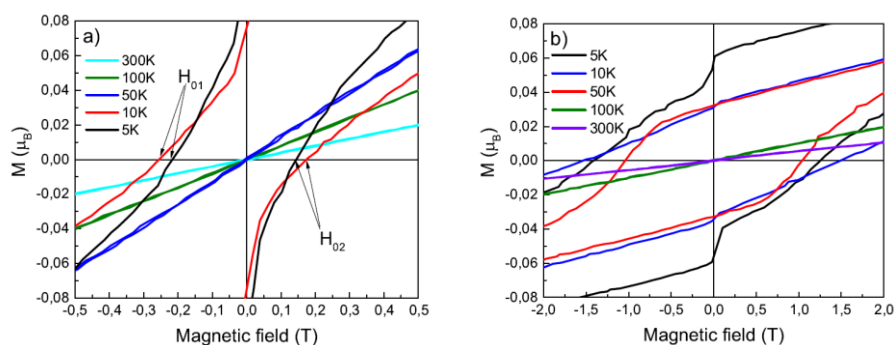 a)
300K
100K
50K
10K
5K
H01
H02
0,08
0,06
0,04
0,02
0,00
-0,02
-0,04
-0,06
-0,08
M (μB)
-0,5 -0,4 -0,3 -0,2 -0,1 0,0 0,1 0,2 0,3 0,4 0,5
Magnetic field (T)
b)
5K
10K
50K
100K
300K
0,08
0,06
0,04
0,02
0,00
-0,02
-0,04
-0,06
-0,08
M (μB)
-2,0 -1,5 -1,0 -0,5 0,0 0,5 1,0 1,5 2,0
Magnetic field (T)